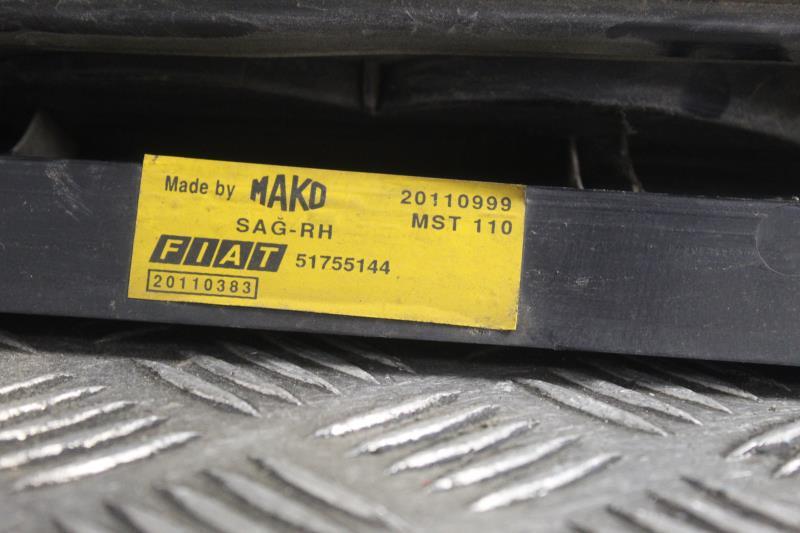 Made by MAKO 20110999
SAĞ-RH MST 110
FIAT 51755144
20110383